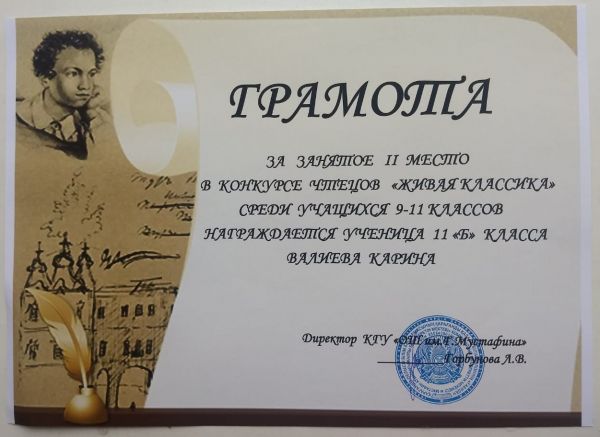 ГРАМОТА
ЗА ЗАНЯТОЕ II МЕСТО
В КОНКУРСЕ ЧТЕЦОВ «ЖИВАЯ КЛАССИКА»
СРЕДИ УЧАЩИХСЯ 9-11 КЛАССОВ
НАГРАЖДАЕТСЯ УЧЕНИЦА 11 «Б» КЛАССА
ВАЛИЕВА КАРИНА
Директор КГУ «ОШ им.Г.Мустафина»
Горбунова Л.В.